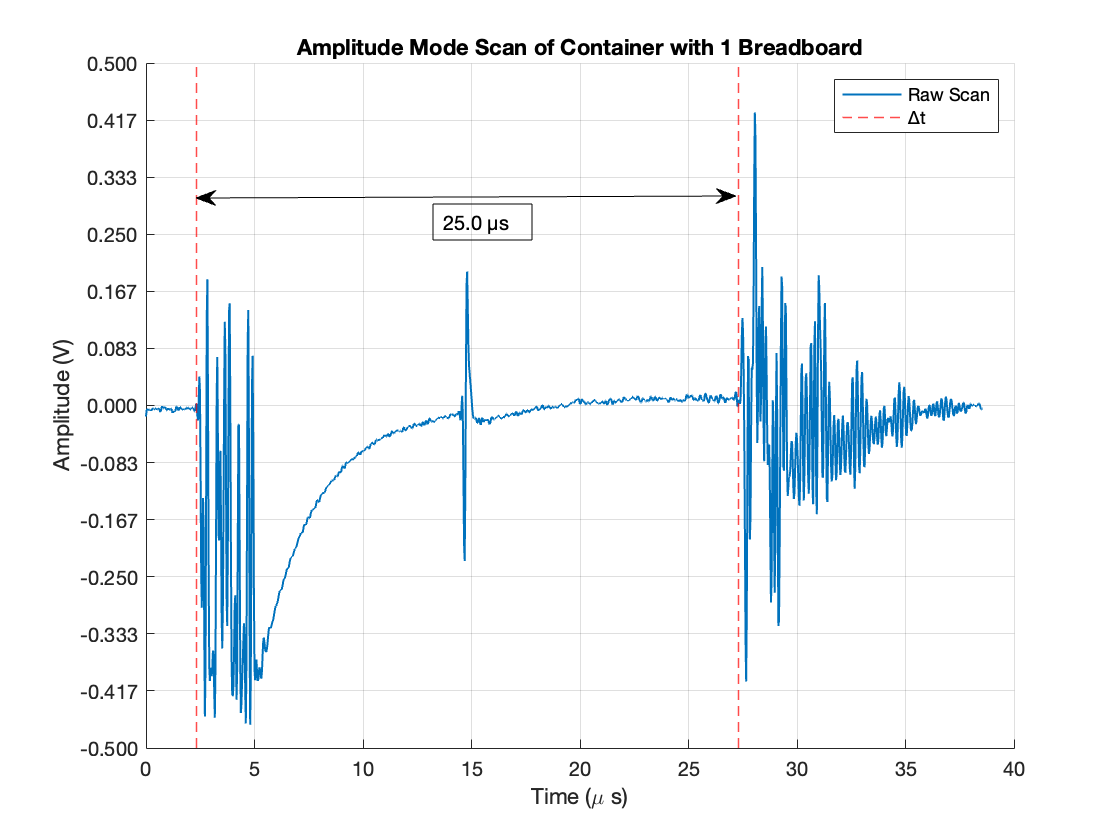 Amplitude Mode Scan of Container with 1 Breadboard
0.500
0.417
0.333
0.250
0.167
0.083
0.000
-0.083
-0.167
-0.250
-0.333
-0.417
-0.500
Amplitude (V)
Raw Scan
Δt
25.0 μs
0 5 10 15 20 25 30 35 40
Time (μ s)